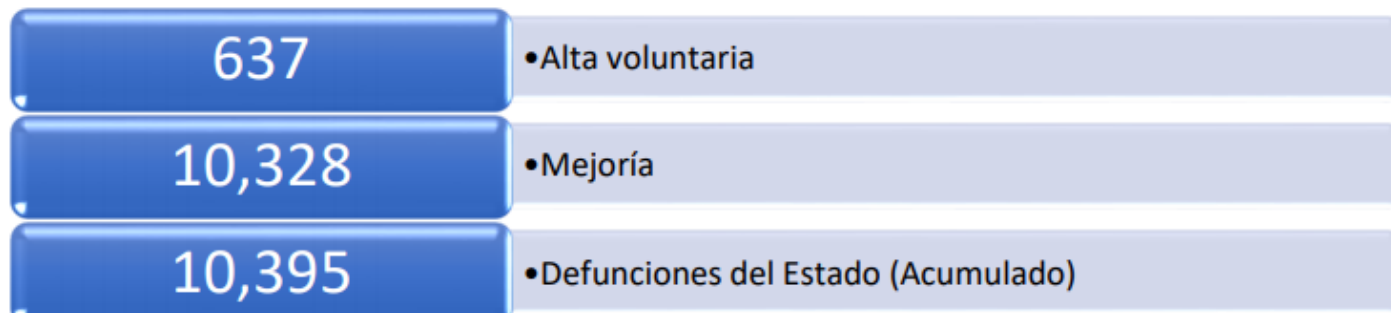 637
•Alta voluntaria
10,328
•Mejoría
10,395
•Defunciones del Estado (Acumulado)